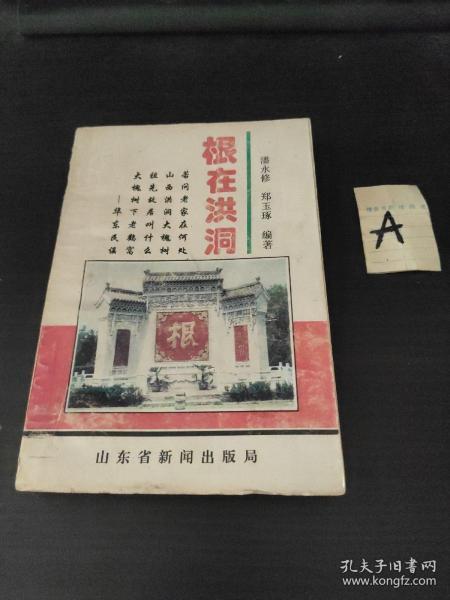 根在洪洞
潘永修 郑玉琢 编著
若问老家在何处
山西洪洞大槐树
祖先故居叫什么
大槐树下老鹳窝
——华东民谣
根
山东省新闻出版局
A
孔夫子旧书网
www.kongfz.com